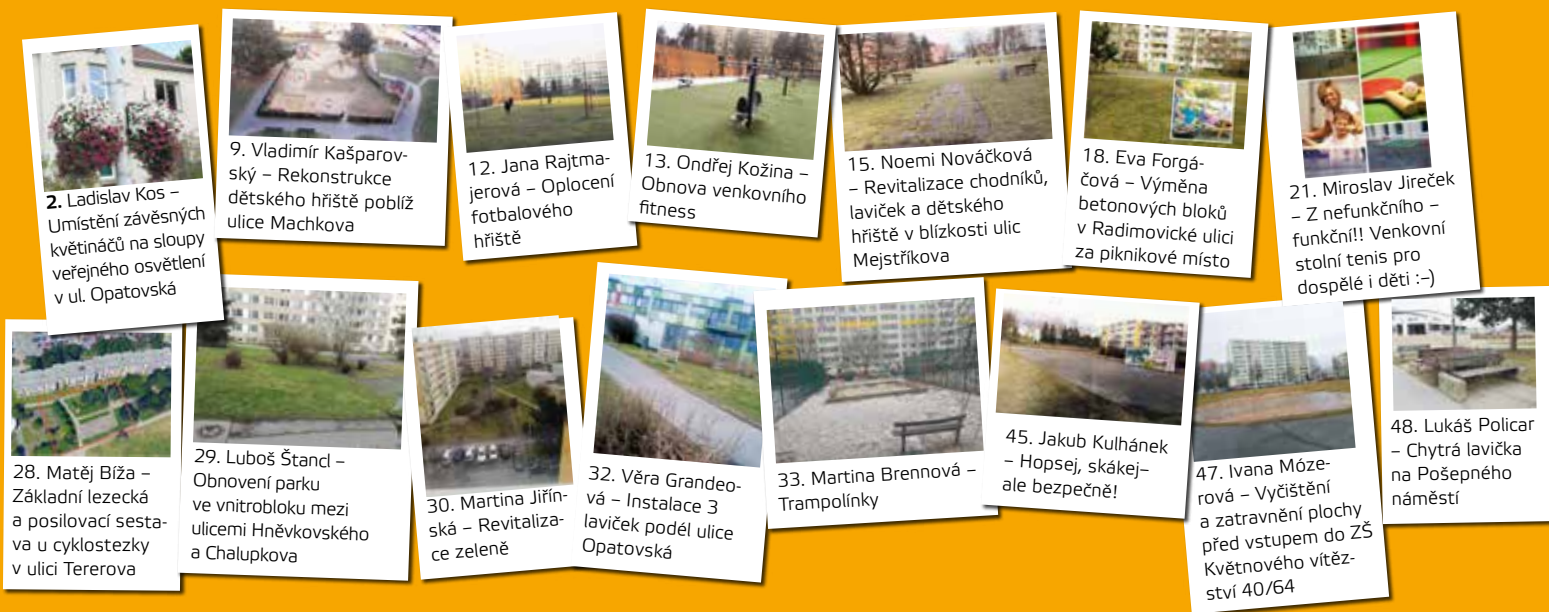 2. Ladislav Kos –
Umístění závěsných
květináčů na sloupy
veřejného osvětlení
v ul. Opatovská
9. Vladimír Kašparov-
ský – Rekonstrukce
dětského hřiště poblíž
ulice Machkova
12. Jana Rajtma-
jerová – Oplocení
fotbalového
hřiště
13. Ondřej Kožina –
Obnova venkovního
fitness
15. Noemi Nováčková
– Revitalizace chodníků,
laviček a dětského
hřiště v blízkosti ulic
Mejstříkova
18. Eva Forgá-
čová – Výměna
betonových bloků
v Radimovické ulici
za piknikové místo
21. Miroslav Jireček
– Z nefunkčního –
funkční!! Venkovní
stolní tenis pro
dospělé i děti :-)
28. Matěj Bíža –
Základní lezecká
a posilovací sesta-
va u cyklostezky
v ulici Tererova
29. Luboš Štancl –
Obnovení parku
ve vnitrobloku mezi
ulicemi Hněvkovského
a Chalupkova
30. Martina Jiřín-
ská – Revitaliza-
ce zeleně
32. Věra Grandeo-
vá – Instalace 3
laviček podél ulice
Opatovská
33. Martina Brennová –
Trampolínky
45. Jakub Kulhánek
– Hopsej, skákej–
ale bezpečně!
47. Ivana Móze-
rová – Vyčištění
a zatravnění plochy
před vstupem do ZŠ
Květnového vítěz-
ství 40/64
48. Lukáš Policar
– Chytrá lavička
na Pošepného
náměstí